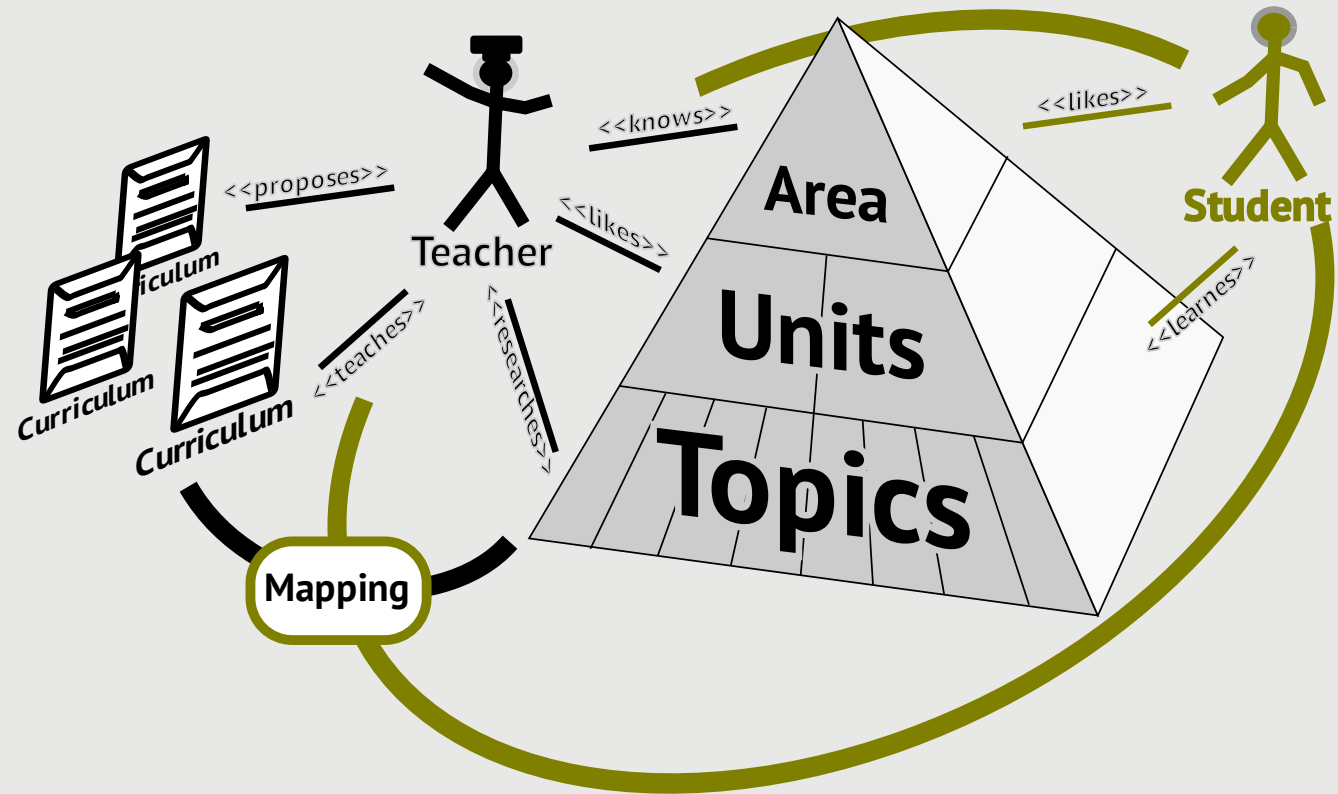 <<likes>>
<<knows>>
<<proposes>>
Area
Student
<<likes>>
Teacher
iculum
<<learnes>>
Units
<<researches>>
<<teaches>>
Curriculum
Curriculum
Topics
Mapping